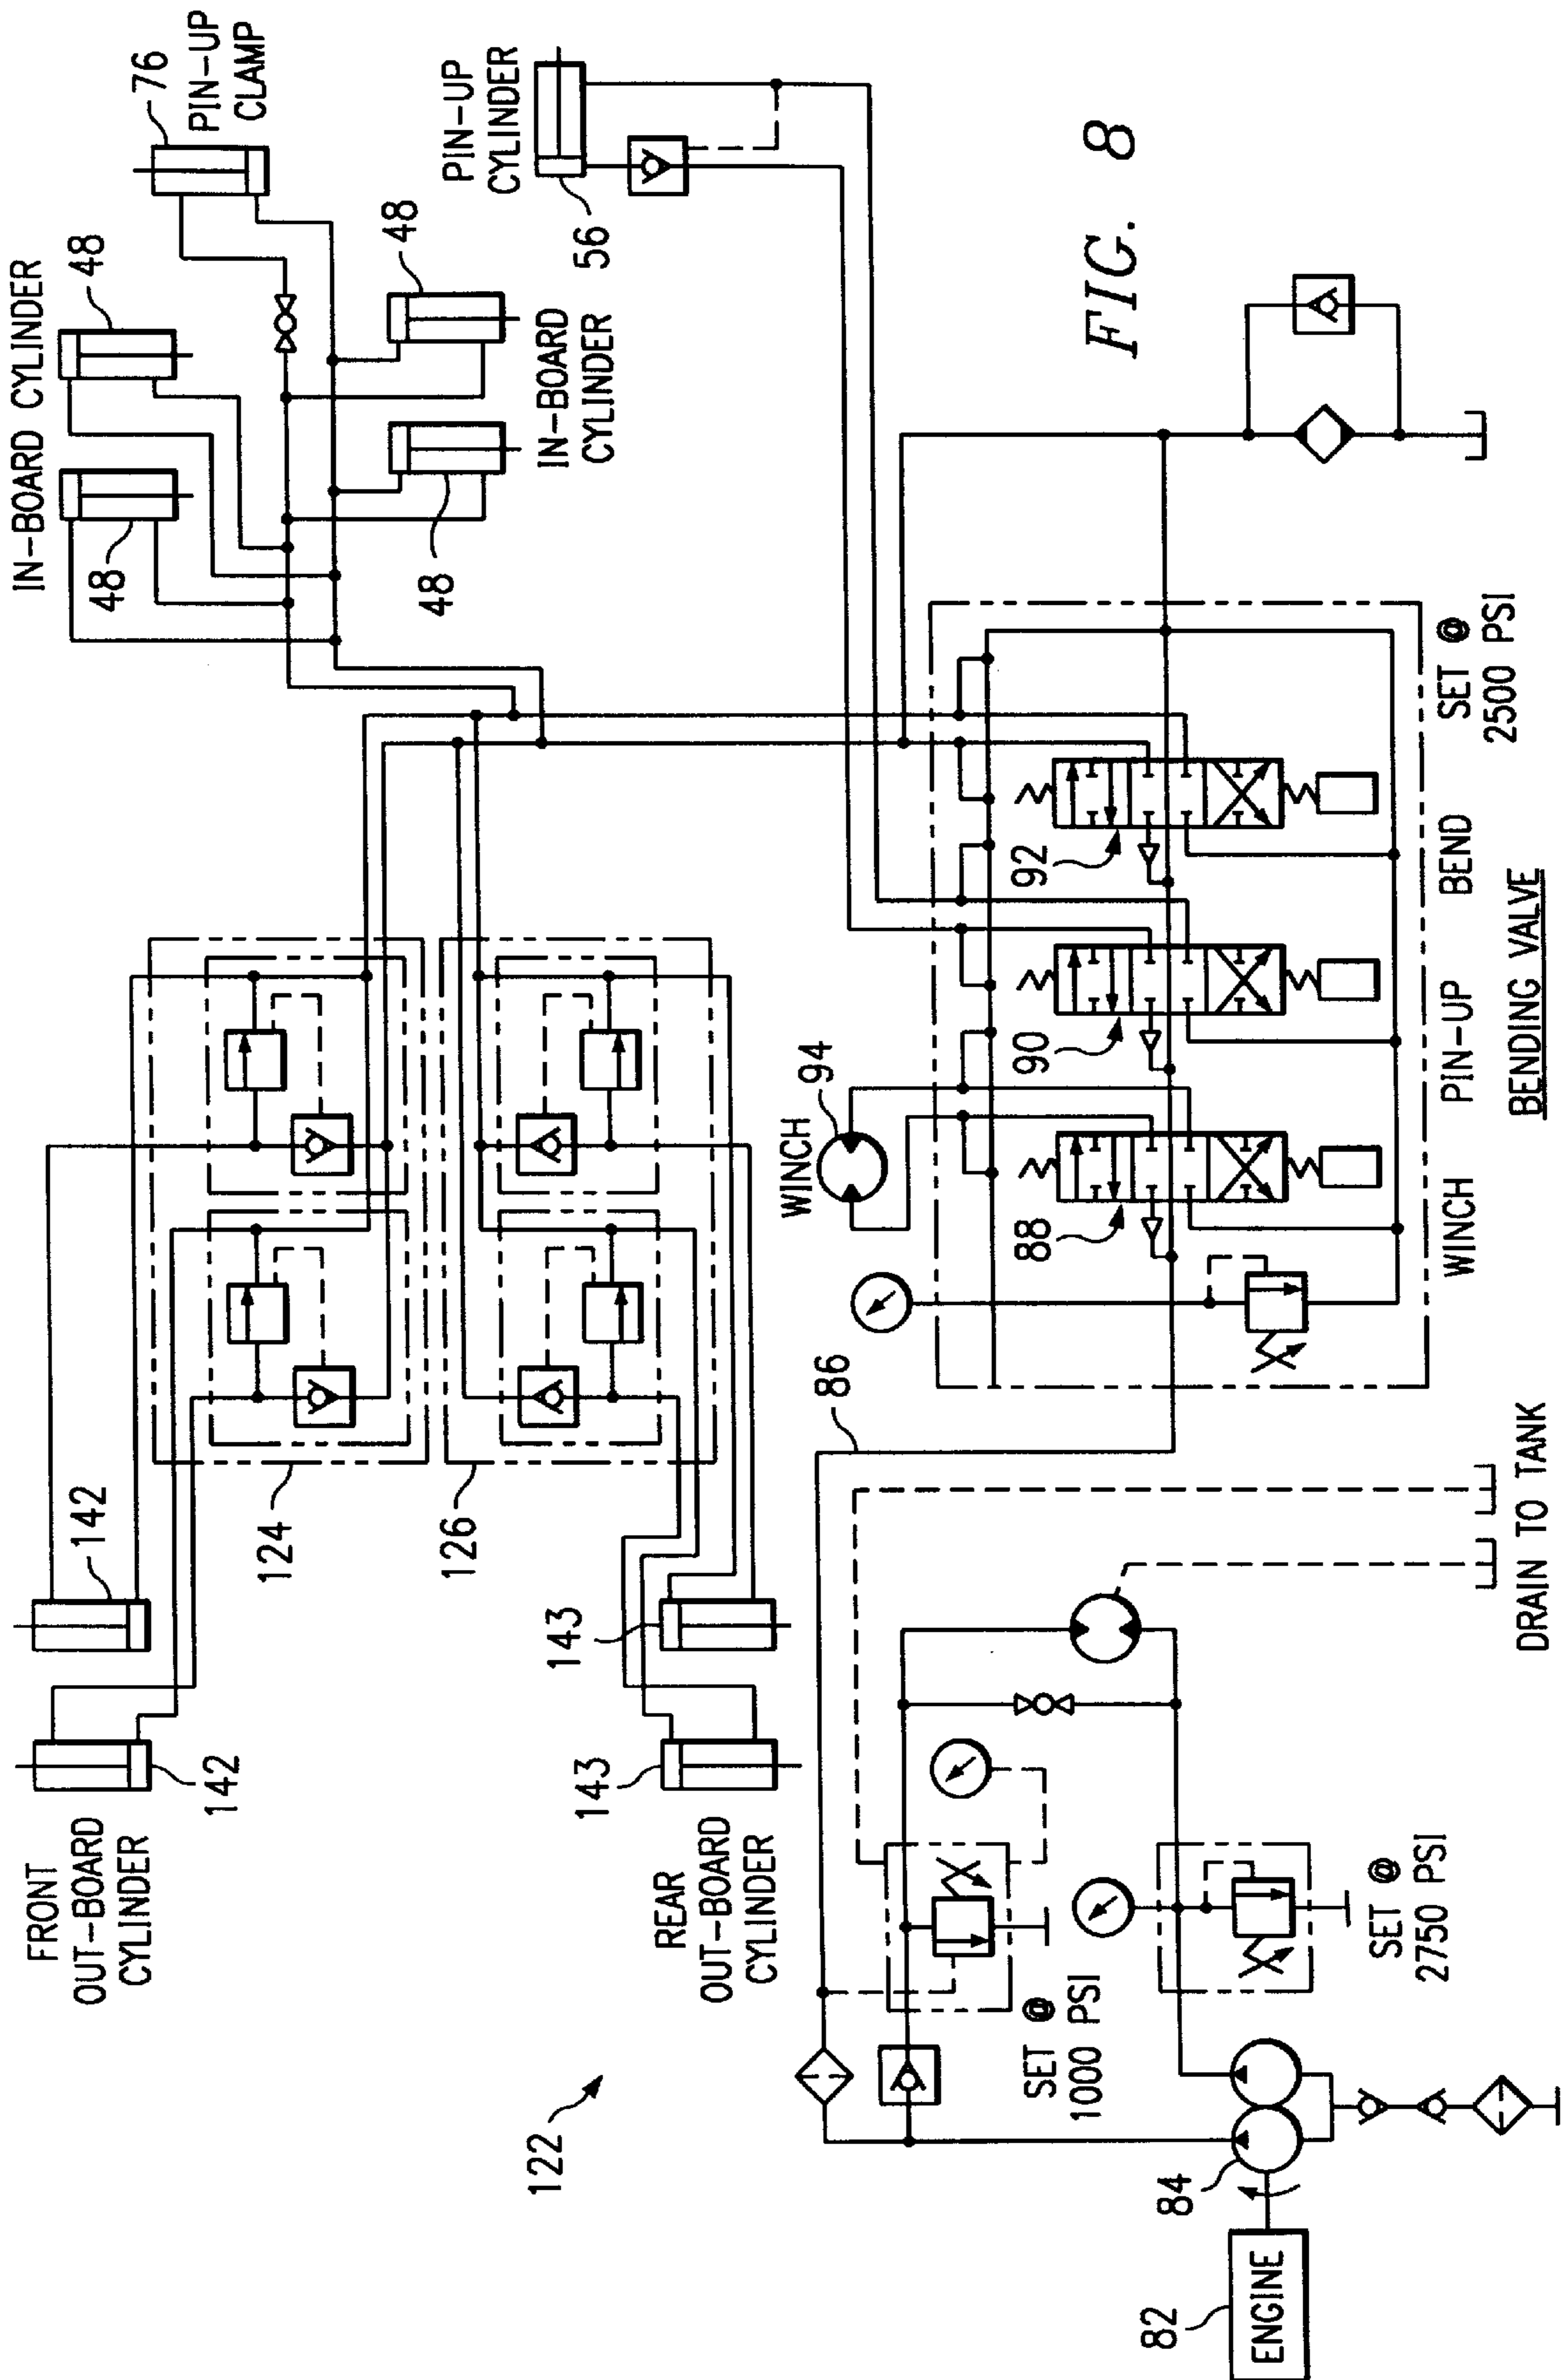 122
FRONT
OUT-BOARD
CYLINDER
142
142
124
126
143
143
REAR
OUT-BOARD
CYLINDER
IN-BOARD CYLINDER
48
48
48
48
IN-BOARD
CYLINDER
76
PIN-UP
CLAMP
PIN-UP
CYLINDER
56
FIG. 8
82
ENGINE
84
SET @
1000 PSI
SET @
2750 PSI
DRAIN TO TANK
86
WINCH
94
88
90
92
WINCH
PIN-UP
BEND
SET @
2500 PSI
BENDING VALVE